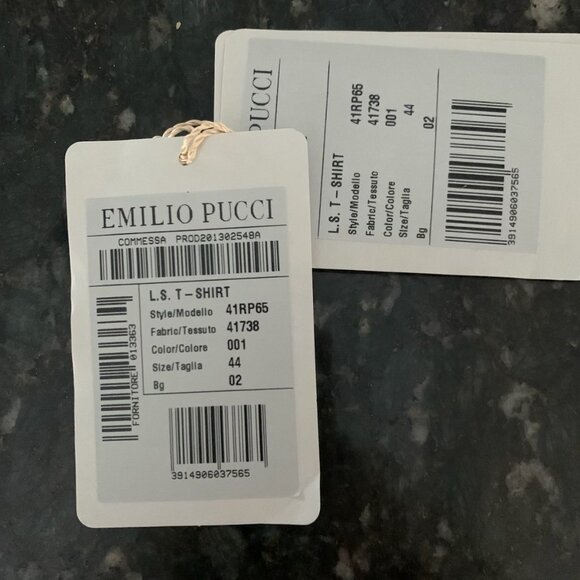 EMILIO PUCCI
COMMESSA PROD201302548A
L.S. T-SHIRT
Style/Modello 41RP65
Fabric/Tessuto 41738
Color/Colore 001
Size/Taglia 44
Bg 02
FORNITORE 013363
3914906037565
PUCCI
L.S. T-SHIRT
Style/Modello 41RP65
Fabric/Tessuto 41738
Color/Colore 001
Size/Taglia 44
Bg 02
3914906037565